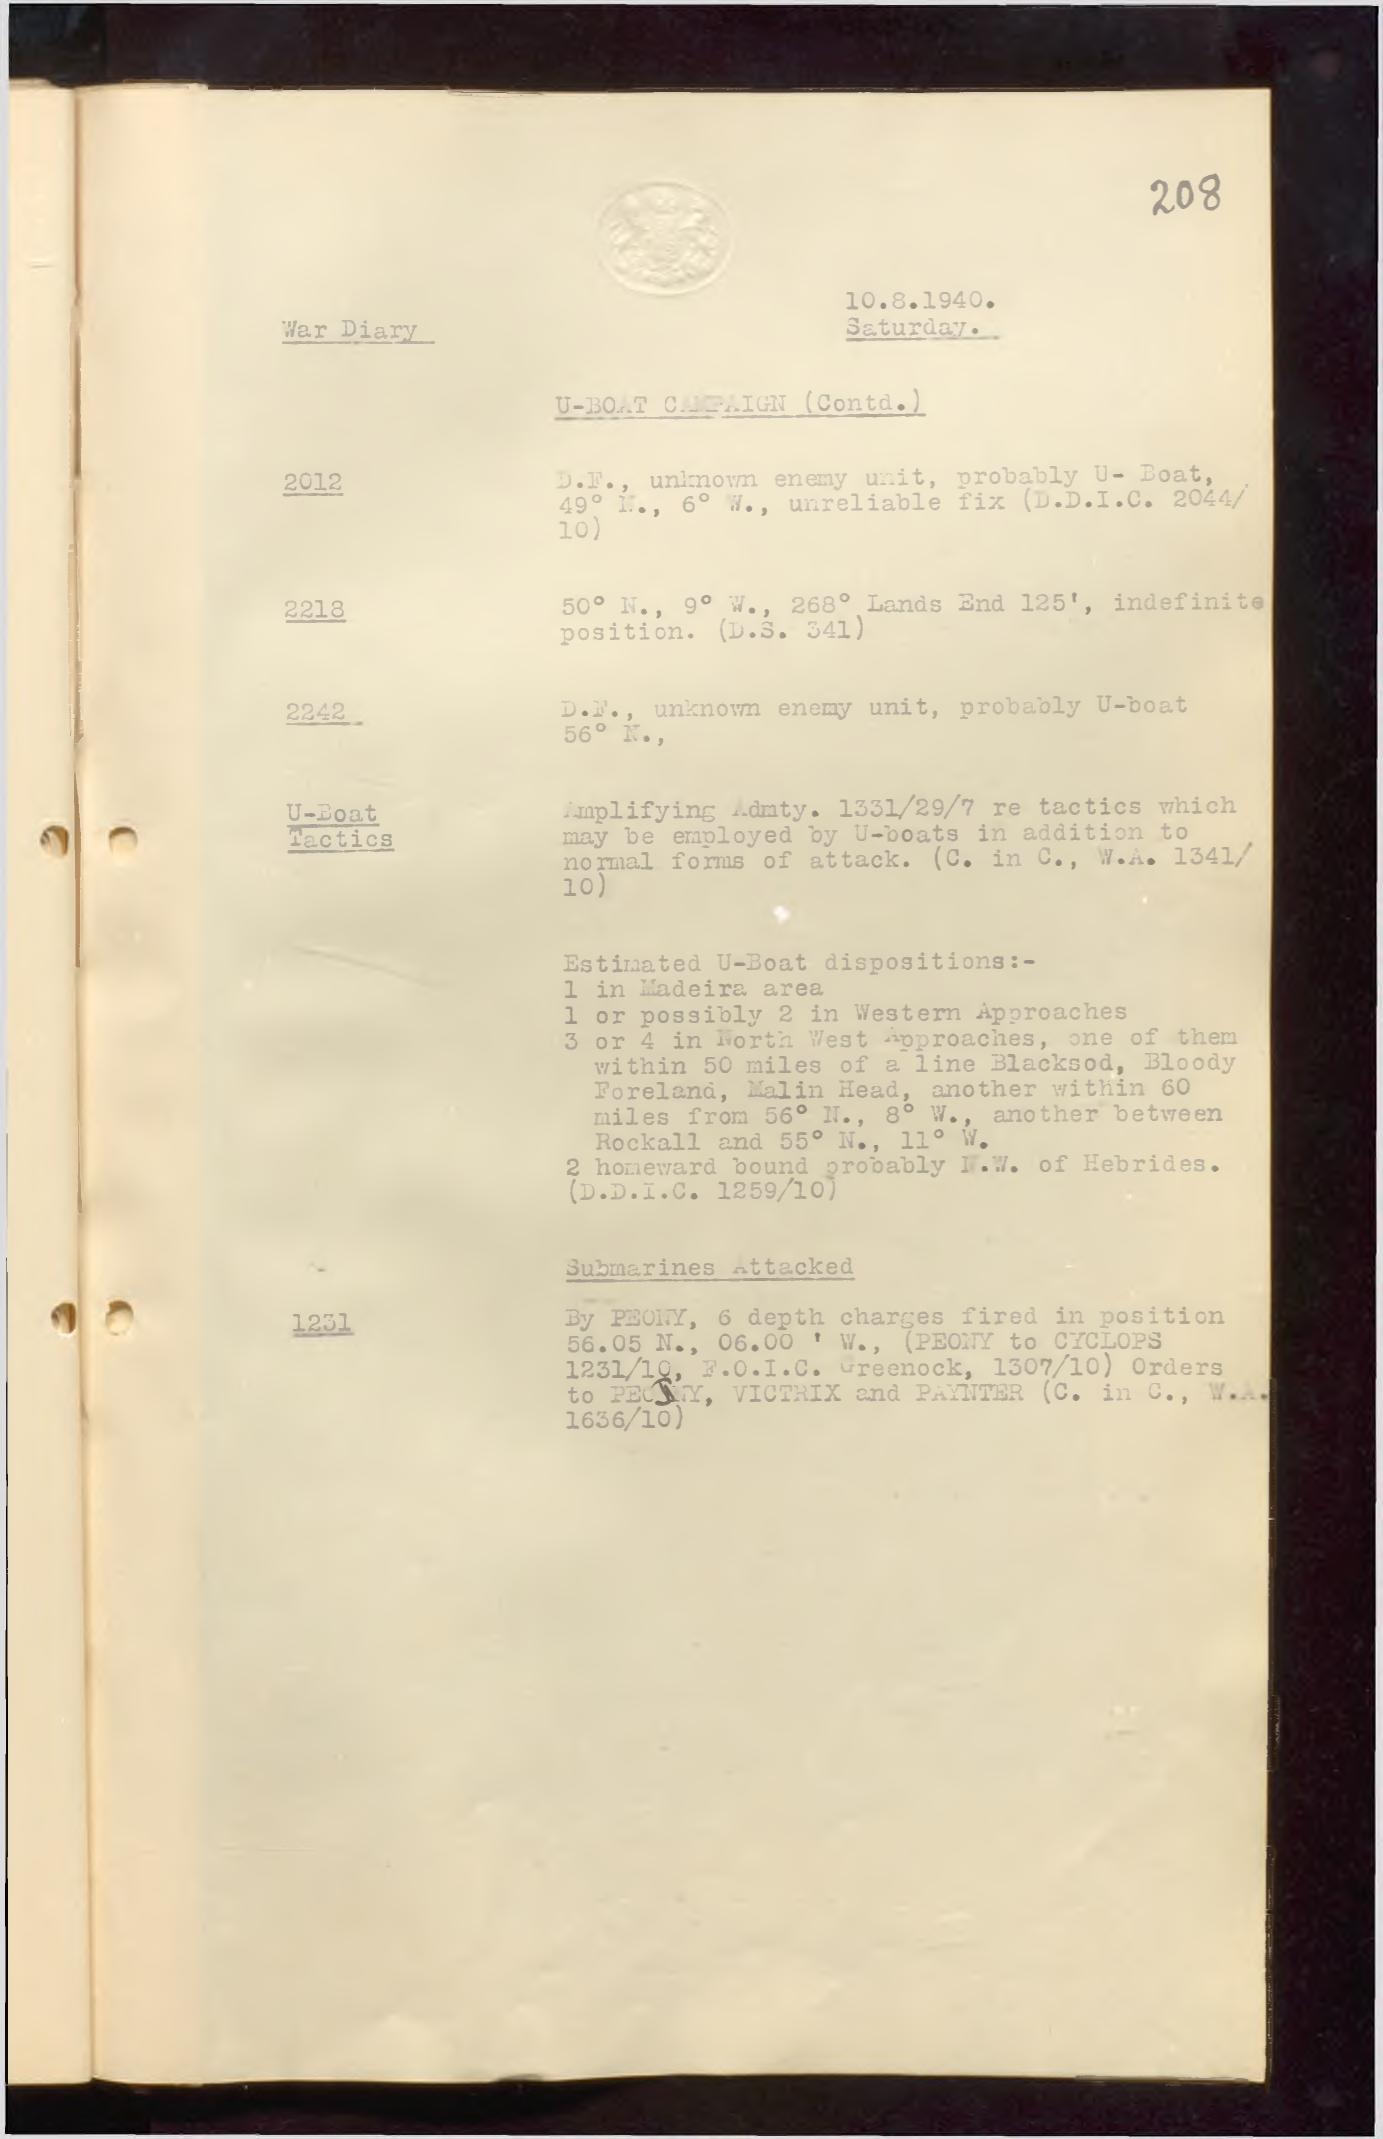 208
10.8.1940.
War Diary
Saturday.
U-BOAT CAMPAIGN (Contd.)
2012
D.F., unknown enemy unit, probably U- Boat,
49° N., 6° W., unreliable fix (D.D.I.C. 2044/
10)
2218
50° N., 9° W., 268° Lands End 125', indefinite
position. (D.S. 341)
2242
D.F., unknown enemy unit, probably U-boat
56° N.,
U-Boat
Tactics
Amplifying Admty. 1331/29/7 re tactics which
may be employed by U-boats in addition to
normal forms of attack. (C. in C., W.A. 1341/
10)
Estimated U-Boat dispositions:-
1 in Madeira area
1 or possibly 2 in Western Approaches
3 or 4 in North West Approaches, one of them
within 50 miles of a line Blacksod, Bloody
Foreland, Malin Head, another within 60
miles from 56° N., 8° W., another between
Rockall and 55° N., 11° W.
2 homeward bound probably N.W. of Hebrides.
(D.D.I.C. 1259/10)
Submarines Attacked
1231
By PEONY, 6 depth charges fired in position
56.05 N., 06.00 ' W., (PEONY to CYCLOPS
1231/10, F.O.I.C. Greenock, 1307/10) Orders
to PEONY, VICTRIX and PAYNTER (C. in C., W.A.
1636/10)